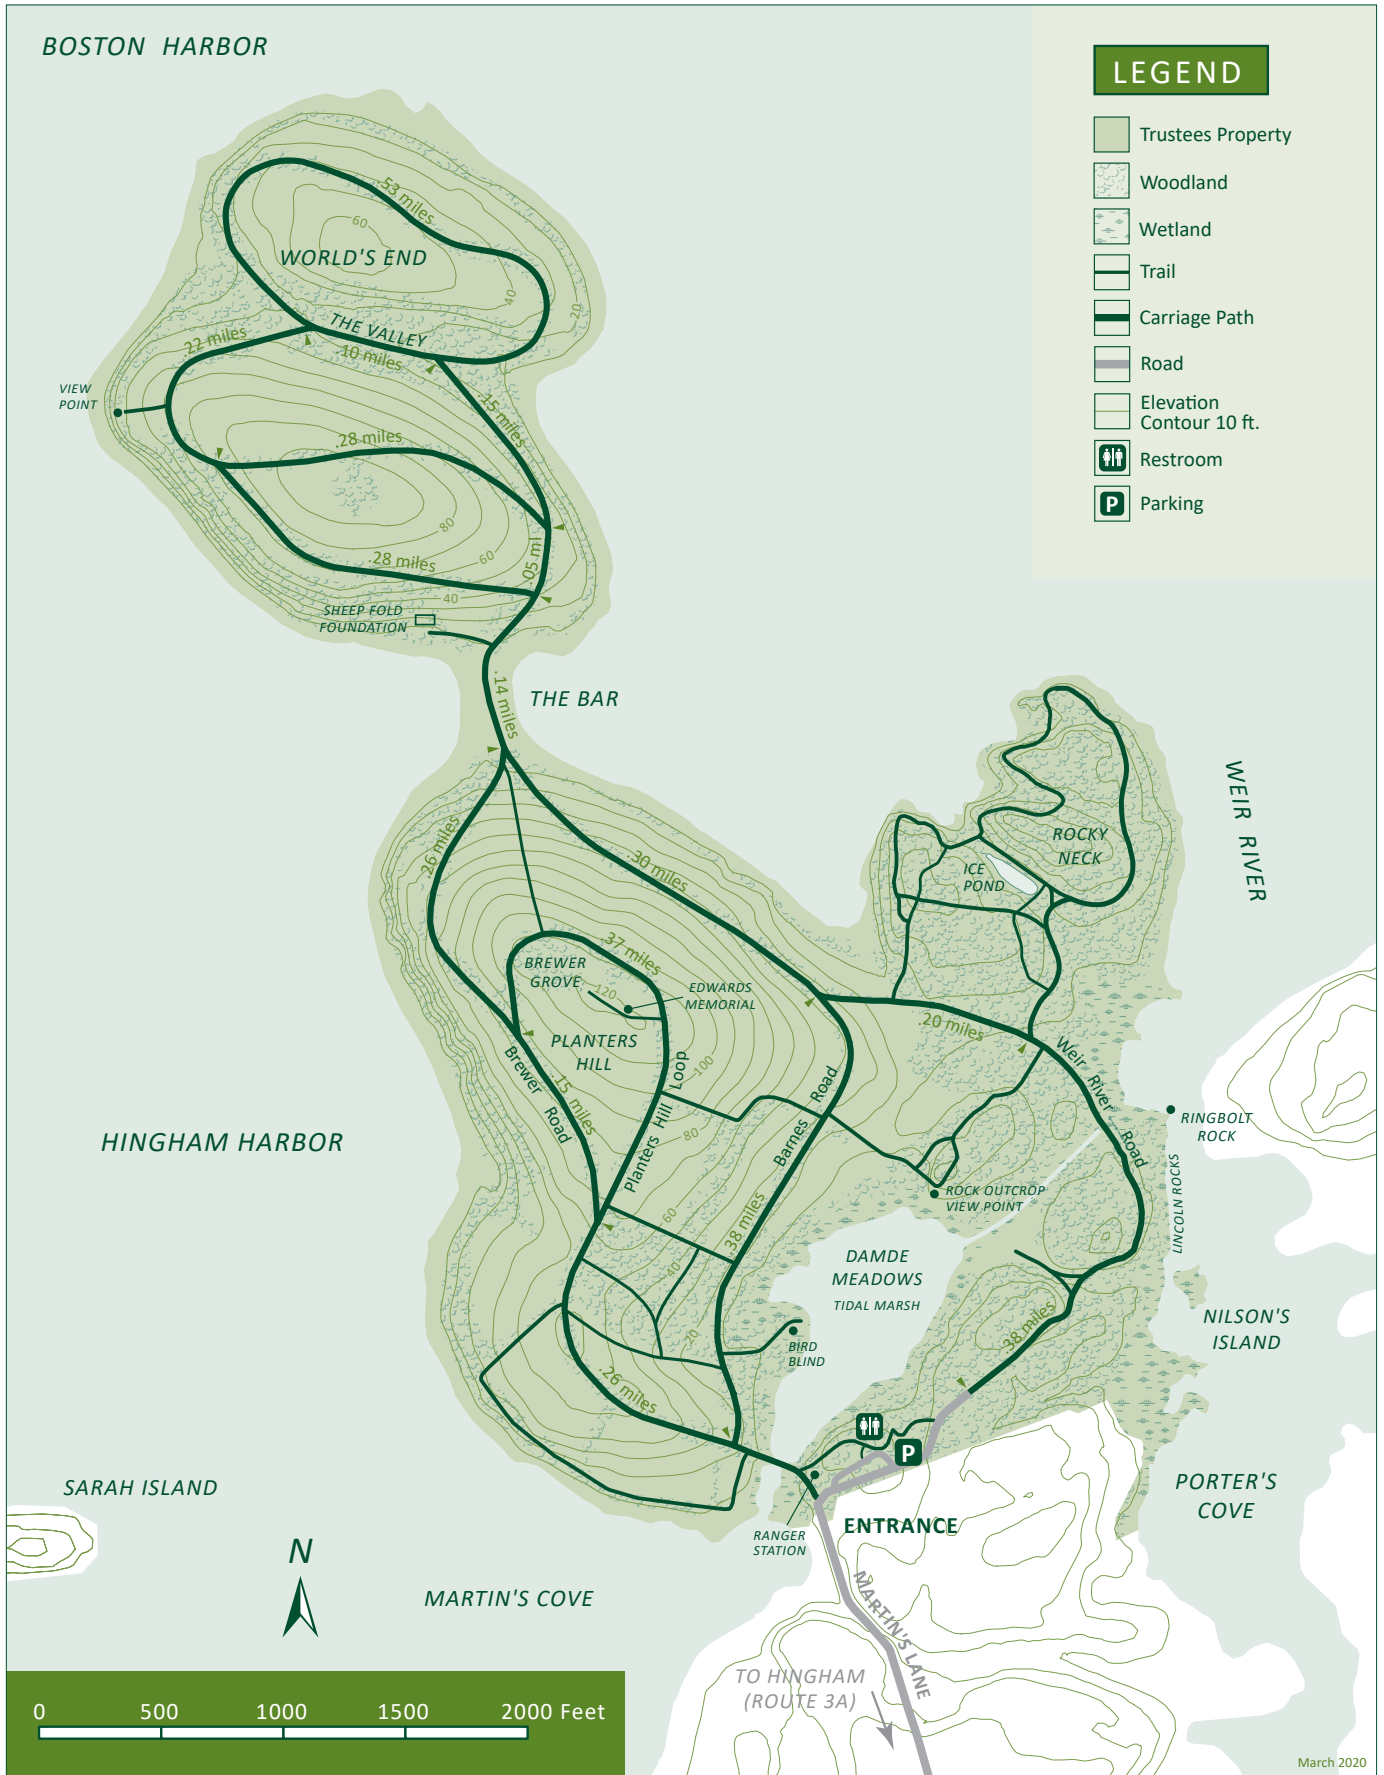 BOSTON HARBOR
LEGEND
Trustees Property
Woodland
Wetland
Trail
Carriage Path
Road
Elevation
Contour 10 ft.
Restroom
P
Parking
.53 miles
60
WORLD'S END
40
20
THE VALLEY
.22 miles
.10 miles
VIEW
POINT
.15 miles
.28 miles
80
60
.28 miles
.05 mi
40
SHEEP FOLD
FOUNDATION
.14 miles
THE BAR
WEIR RIVER
.26 miles
.30 miles
ROCKY
NECK
ICE
POND
.37 miles
BREWER
GROVE
120
EDWARDS
MEMORIAL
.20 miles
PLANTERS
HILL
100
Brewer Road
.15 miles
Planters Hill Loop
80
Barnes Road
Weir River Road
RINGBOLT
ROCK
HINGHAM HARBOR
LINCOLN ROCKS
ROCK OUTCROP
VIEW POINT
60
.38 miles
40
DAMDE
MEADOWS
TIDAL MARSH
20
BIRD
BLIND
.38 miles
NILSON'S
ISLAND
.26 miles
P
SARAH ISLAND
PORTER'S
COVE
ENTRANCE
RANGER
STATION
N
MARTIN'S COVE
MARTIN'S LANE
TO HINGHAM
(ROUTE 3A)
0 500 1000 1500 2000 Feet
March 2020